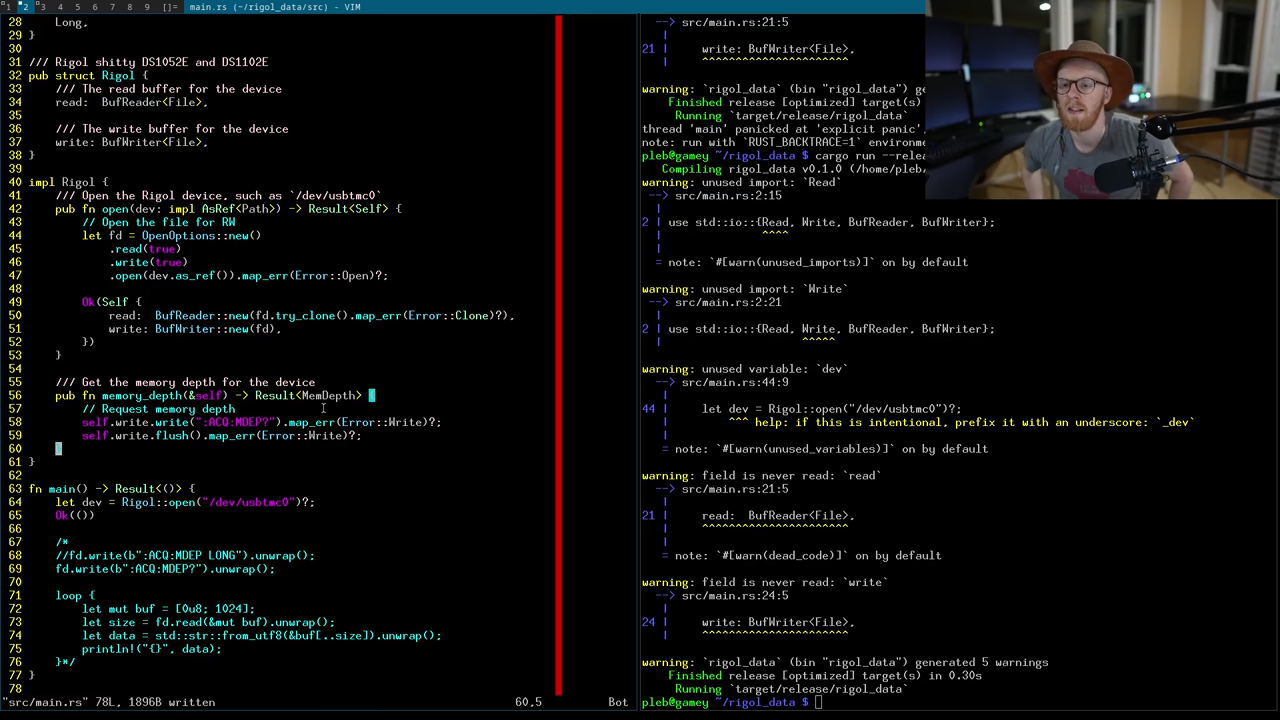 1 2 3 4 5 6 7 8 9 []= main.rs (~/rigol_data/src) - VIM
28     Long,
29 }
30
31 /// Rigol shitty DS1052E and DS1102E
32 pub struct Rigol {
33     /// The read buffer for the device
34     read:  BufReader<File>,
35
36     /// The write buffer for the device
37     write: BufWriter<File>,
38 }
39
40 impl Rigol {
41     /// Open the Rigol device, such as `/dev/usbtmc0`
42     pub fn open(dev: impl AsRef<Path>) -> Result<Self> {
43         // Open the file for RW
44         let fd = OpenOptions::new()
45             .read(true)
46             .write(true)
47             .open(dev.as_ref()).map_err(Error::Open)?;
48
49         Ok(Self {
50             read:  BufReader::new(fd.try_clone().map_err(Error::Clone)?),
51             write: BufWriter::new(fd),
52         })
53     }
54
55     /// Get the memory depth for the device
56     pub fn memory_depth(&self) -> Result<MemDepth> {
57         // Request memory depth
58         self.write.write(":ACQ:MDEP?").map_err(Error::Write)?;
59         self.write.flush().map_err(Error::Write)?;
60     }
61 }
62
63 fn main() -> Result<()> {
64     let dev = Rigol::open("/dev/usbtmc0")?;
65     Ok(())
66
67     /*
68     //fd.write(b":ACQ:MDEP LONG").unwrap();
69     fd.write(b":ACQ:MDEP?").unwrap();
70
71     loop {
72         let mut buf = [0u8; 1024];
73         let size = fd.read(&mut buf).unwrap();
74         let data = std::str::from_utf8(&buf[..size]).unwrap();
75         println!("{}", data);
76     }*/
77 }
78
"src/main.rs" 78L, 1896B written 60,5 Bot
--> src/main.rs:21:5
|
21 |     write: BufWriter<File>,
|     ^^^^^^^^^^^^^^^^^^^^^^
warning: `rigol_data` (bin "rigol_data") ge
Finished release [optimized] target(s)
Running `target/release/rigol_data`
thread 'main' panicked at 'explicit panic',
note: run with `RUST_BACKTRACE=1` environme
pleb@gamey ~/rigol_data $ cargo run --relea
Compiling rigol_data v0.1.0 (/home/pleb/
warning: unused import: `Read`
--> src/main.rs:2:15
|
2 | use std::io::{Read, Write, BufReader, BufWriter};
|               ^^^^
|
= note: `#[warn(unused_imports)]` on by default
warning: unused import: `Write`
--> src/main.rs:2:21
|
2 | use std::io::{Read, Write, BufReader, BufWriter};
|                     ^^^^^
warning: unused variable: `dev`
--> src/main.rs:44:9
|
44 |     let dev = Rigol::open("/dev/usbtmc0")?;
|         ^^^ help: if this is intentional, prefix it with an underscore: `_dev`
|
= note: `#[warn(unused_variables)]` on by default
warning: field is never read: `read`
--> src/main.rs:21:5
|
21 |     read:  BufReader<File>,
|     ^^^^^^^^^^^^^^^^^^^^^^
|
= note: `#[warn(dead_code)]` on by default
warning: field is never read: `write`
--> src/main.rs:24:5
|
24 |     write: BufWriter<File>,
|     ^^^^^^^^^^^^^^^^^^^^^^
warning: `rigol_data` (bin "rigol_data") generated 5 warnings
Finished release [optimized] target(s) in 0.30s
Running `target/release/rigol_data`
pleb@gamey ~/rigol_data $